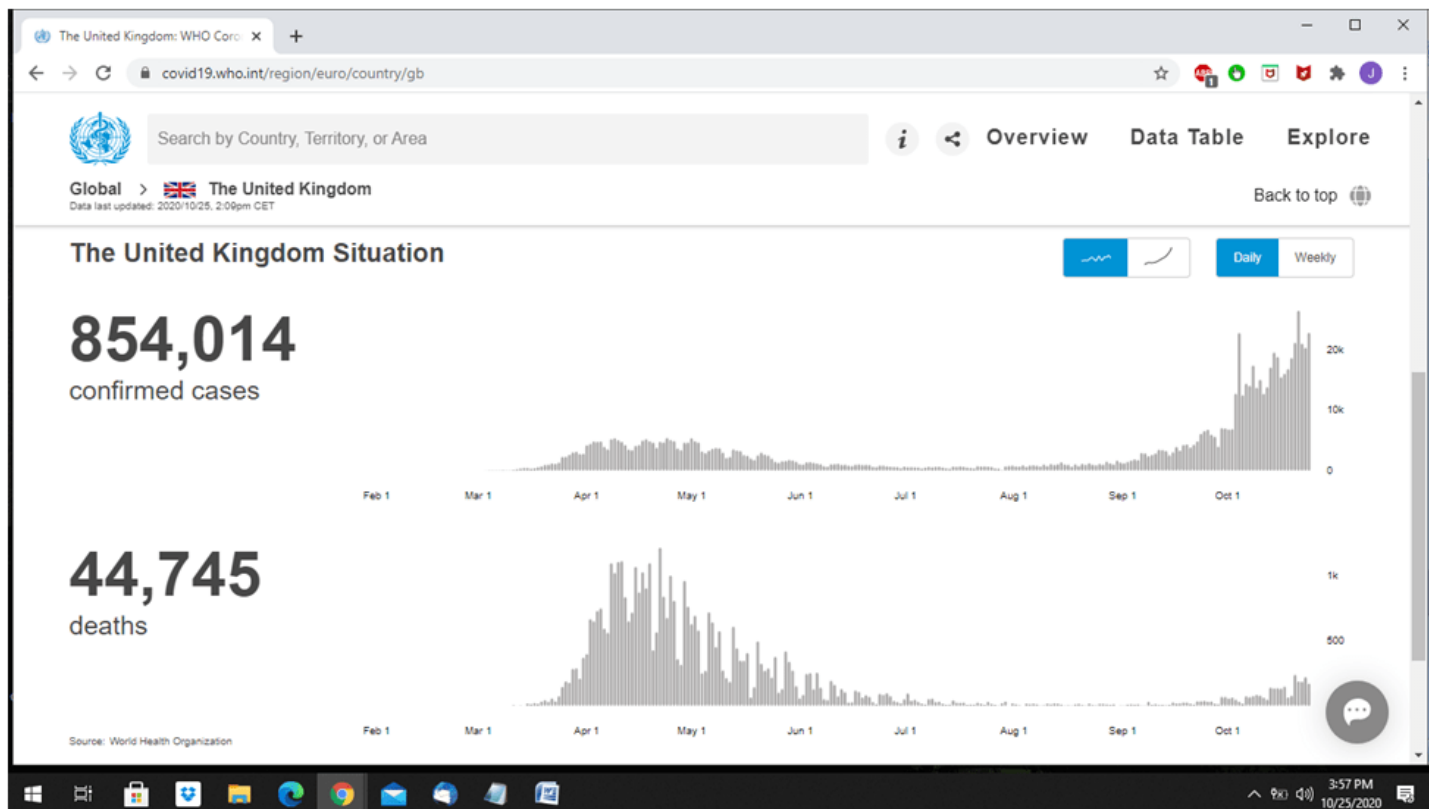 The United Kingdom: WHO Coro
covid19.who.int/region/euro/country/gb
ABP
1
J
Search by Country, Territory, or Area
i
Overview Data Table Explore
Global > The United Kingdom
Data last updated: 2020/10/25, 2:09pm CET
Back to top
The United Kingdom Situation
Daily Weekly
854,014
confirmed cases
20k
10k
0
Feb 1 Mar 1 Apr 1 May 1 Jun 1 Jul 1 Aug 1 Sep 1 Oct 1
44,745
deaths
1k
500
Feb 1 Mar 1 Apr 1 May 1 Jun 1 Jul 1 Aug 1 Sep 1 Oct 1
Source: World Health Organization
3:57 PM
10/25/2020